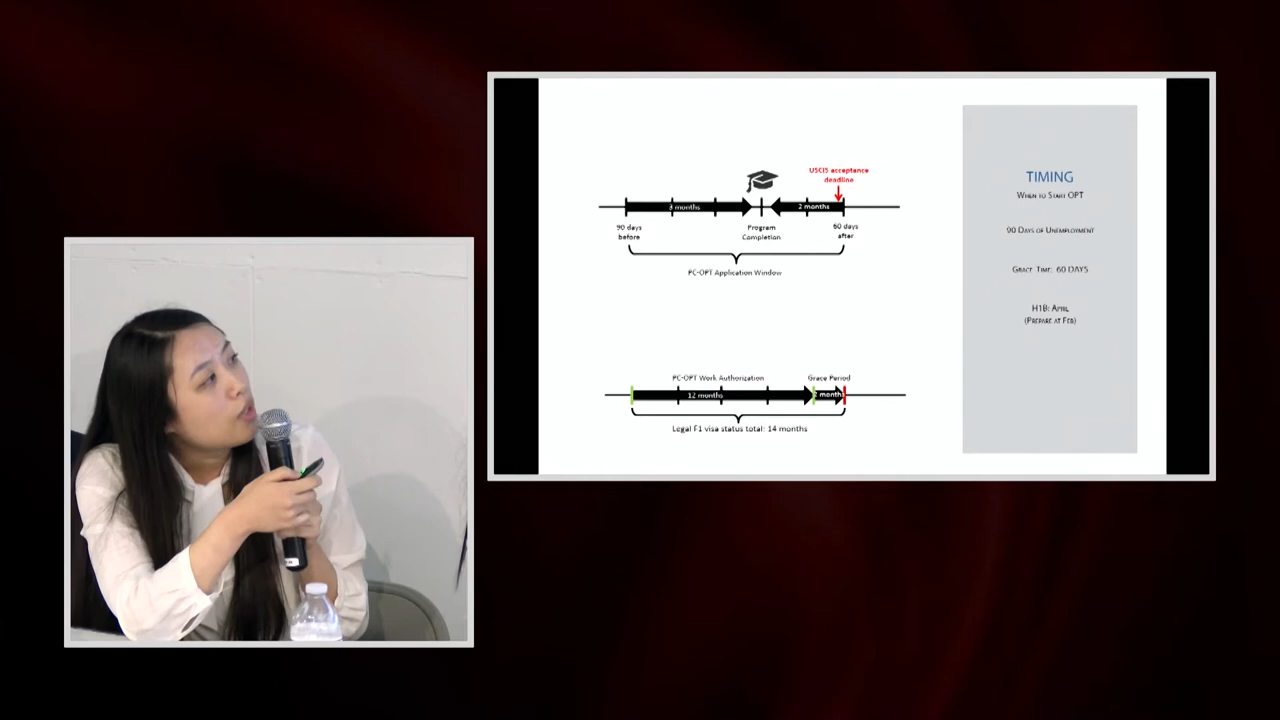 USCIS acceptance
deadline
3 months
2 months
90 days
before
Program
Completion
60 days
after
PC-OPT Application Window
PC-OPT Work Authorization
Grace Period
12 months
2 months
Legal F1 visa status total: 14 months
TIMING
When to Start OPT
90 Days of Unemployment
Grace Time: 60 DAYS
H1B: April
(Prepare at Feb)